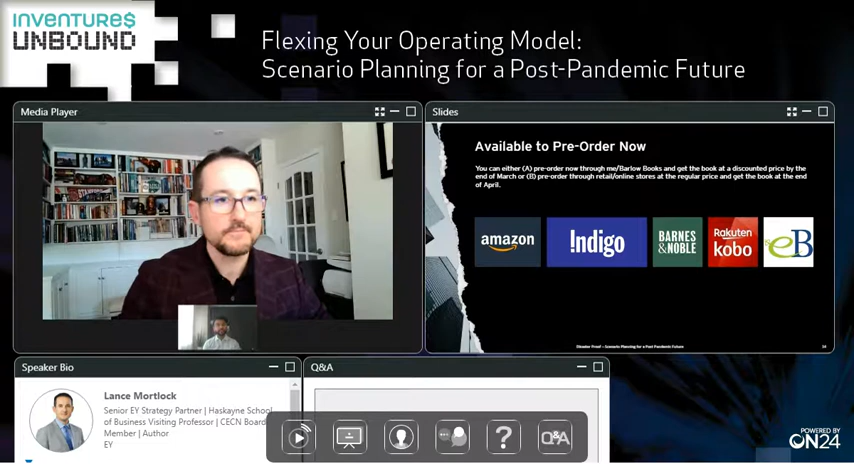 INVENTURE$
UNBOUND
Flexing Your Operating Model:
Scenario Planning for a Post-Pandemic Future
Media Player
Slides
Available to Pre-Order Now
You can either (A) pre-order now through me/Barlow Books and get the book at a discounted price by the
end of March or (B) pre-order through retail/online stores at the regular price and get the book at the end
of April.
amazon
!ndigo
BARNES
&NOBLE
Rakuten
kobo
eB
Disaster Proof – Scenario Planning for a Post Pandemic Future
Speaker Bio
Q&A
Lance Mortlock
Senior EY Strategy Partner | Haskayne School
of Business Visiting Professor | CECN Board
Member | Author
EY
?
Q&A
POWERED BY
ON24